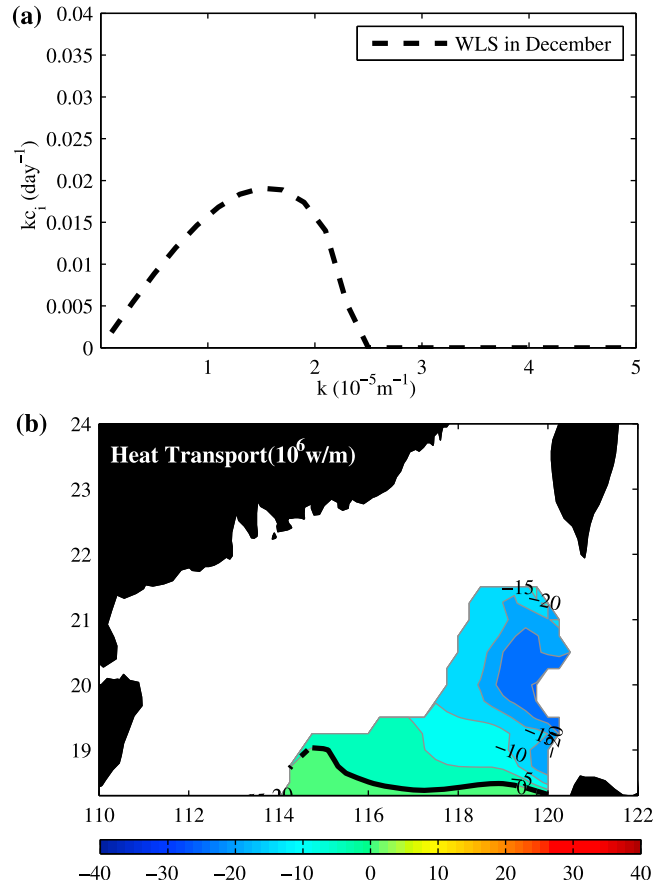 (a)
0.04
0.035
0.03
0.025
0.02
0.015
0.01
0.005
0
kc_i (day⁻¹)
WLS in December
1 2 3 4 5
k (10⁻⁵m⁻¹)
(b)
Heat Transport(10⁶w/m)
24
23
22
21
20
19
110 112 114 116 118 120 122
−15
−20
−10
−5
0
−40 −30 −20 −10 0 10 20 30 40